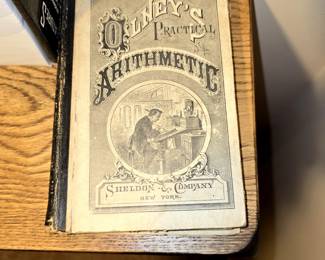 OLNEY'S
PRACTICAL
ARITHMETIC
SHELDON & COMPANY
NEW YORK.